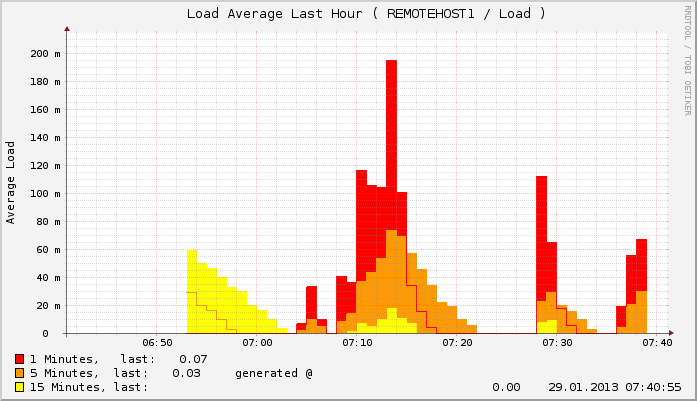 Load Average Last Hour ( REMOTEHOST1 / Load )
RRDTOOL / TOBI OETIKER
Average Load
200 m
180 m
160 m
140 m
120 m
100 m
80 m
60 m
40 m
20 m
0
06:50 07:00 07:10 07:20 07:30 07:40
1 Minutes, last: 0.07
5 Minutes, last: 0.03 generated @
15 Minutes, last: 0.00 29.01.2013 07:40:55